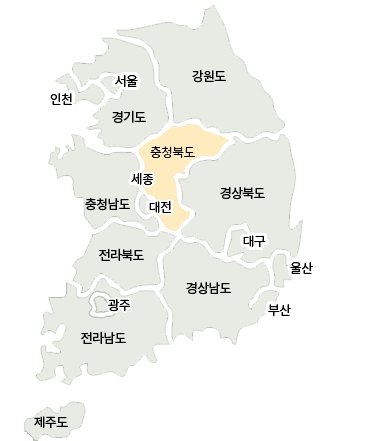 강원도
서울
인천
경기도
충청북도
세종
경상북도
충청남도
대전
대구
전라북도
울산
경상남도
광주
부산
전라남도
제주도